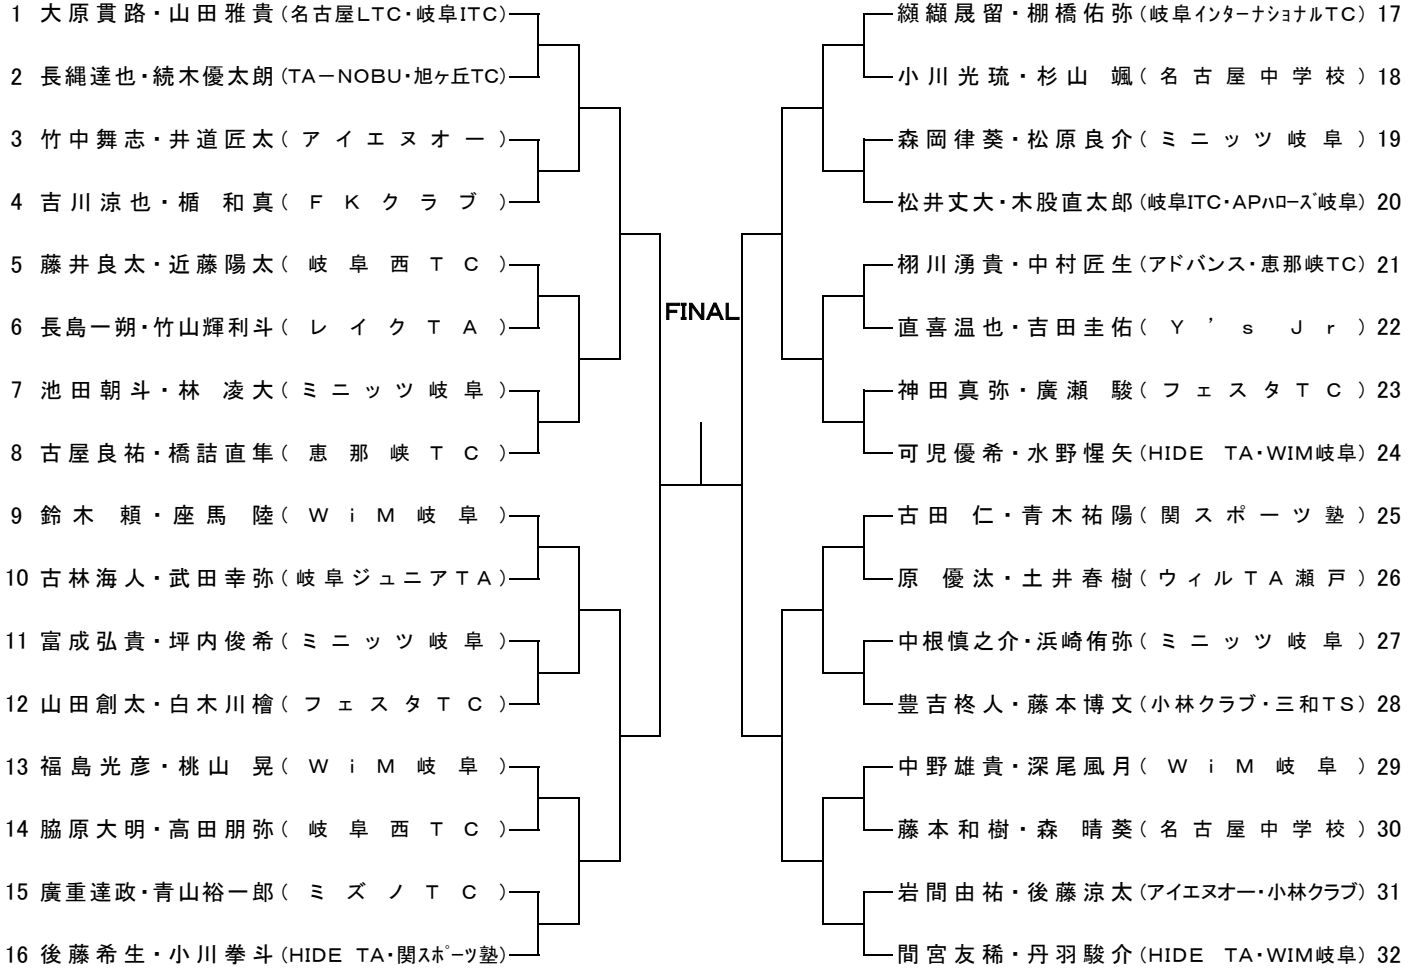 1 大原貫路・山田雅貴(名古屋LTC・岐阜ITC)
2 長縄達也・続木優太朗(TA－NOBU・旭ヶ丘TC)
3 竹中舞志・井道匠太(アイエヌオー)
4 吉川涼也・楯 和真(FKクラブ)
5 藤井良太・近藤陽太(岐阜西TC)
6 長島一朔・竹山輝利斗(レイクTA)
7 池田朝斗・林 凌大(ミニッツ岐阜)
8 古屋良祐・橋詰直隼(恵那峡TC)
9 鈴木 頼・座馬 陸(WiM岐阜)
10 古林海人・武田幸弥(岐阜ジュニアTA)
11 富成弘貴・坪内俊希(ミニッツ岐阜)
12 山田創太・白木川檜(フェスタTC)
13 福島光彦・桃山 晃(WiM岐阜)
14 脇原大明・高田朋弥(岐阜西TC)
15 廣重達政・青山裕一郎(ミズノTC)
16 後藤希生・小川拳斗(HIDE TA・関スポーツ塾)
FINAL
纐纈晟留・棚橋佑弥(岐阜インターナショナルTC) 17
小川光琉・杉山 颯(名古屋中学校) 18
森岡律葵・松原良介(ミニッツ岐阜) 19
松井丈大・木股直太郎(岐阜ITC・APハローズ岐阜) 20
栩川湧貴・中村匠生(アドバンス・恵那峡TC) 21
直喜温也・吉田圭佑(Y’s Jr) 22
神田真弥・廣瀬 駿(フェスタTC) 23
可児優希・水野惺矢(HIDE TA・WIM岐阜) 24
古田 仁・青木祐陽(関スポーツ塾) 25
原 優汰・土井春樹(ウィルTA瀬戸) 26
中根慎之介・浜崎侑弥(ミニッツ岐阜) 27
豊吉柊人・藤本博文(小林クラブ・三和TS) 28
中野雄貴・深尾風月(WiM岐阜) 29
藤本和樹・森 晴葵(名古屋中学校) 30
岩間由祐・後藤涼太(アイエヌオー・小林クラブ) 31
間宮友稀・丹羽駿介(HIDE TA・WIM岐阜) 32